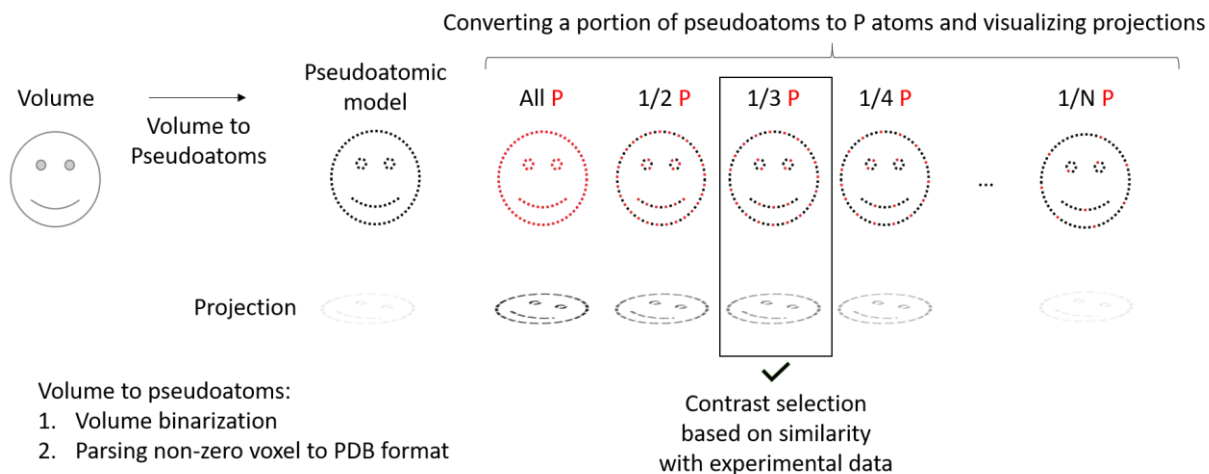 Converting a portion of pseudoatoms to P atoms and visualizing projections
Volume
Volume to
Pseudoatoms
Pseudoatomic
model
All P
1/2 P
1/3 P
1/4 P
...
1/N P
Projection
Volume to pseudoatoms:
1. Volume binarization
2. Parsing non-zero voxel to PDB format
Contrast selection
based on similarity
with experimental data